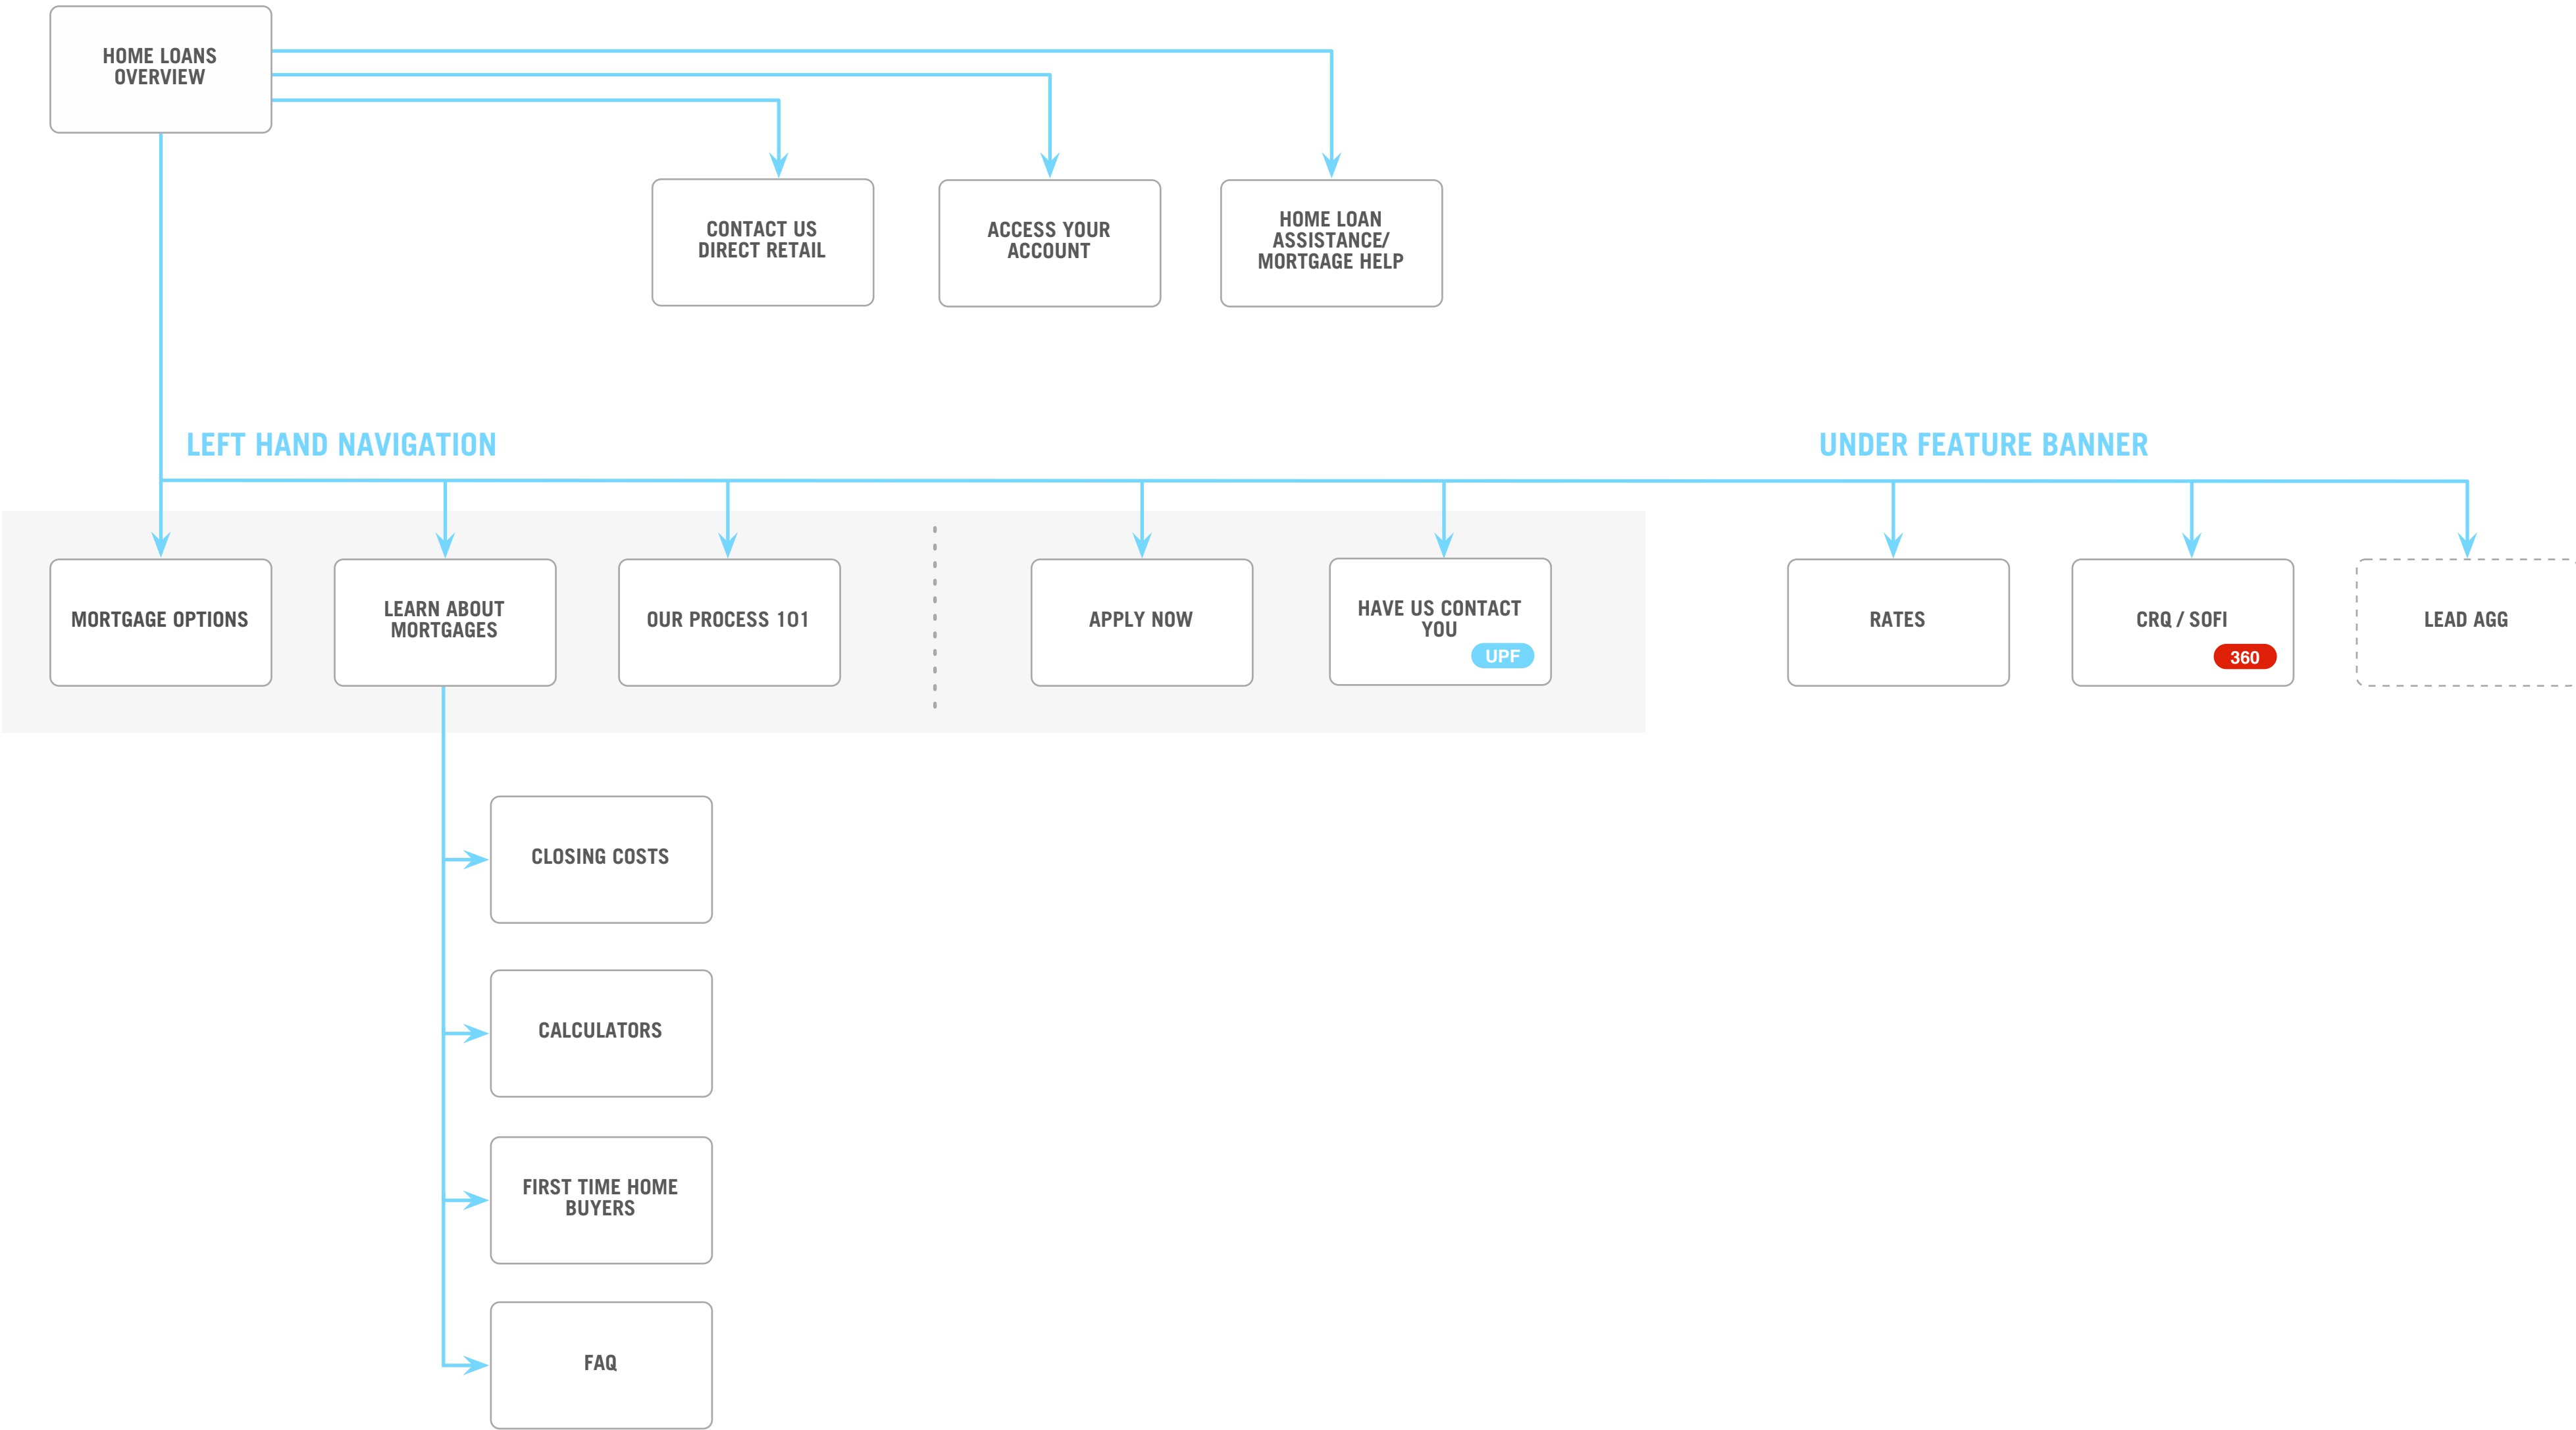 HOME LOANS
OVERVIEW
CONTACT US
DIRECT RETAIL
ACCESS YOUR
ACCOUNT
HOME LOAN
ASSISTANCE/
MORTGAGE HELP
LEFT HAND NAVIGATION
UNDER FEATURE BANNER
MORTGAGE OPTIONS
LEARN ABOUT
MORTGAGES
OUR PROCESS 101
APPLY NOW
HAVE US CONTACT
YOU
UPF
RATES
CRQ / SOFI
360
LEAD AGG
CLOSING COSTS
CALCULATORS
FIRST TIME HOME
BUYERS
FAQ